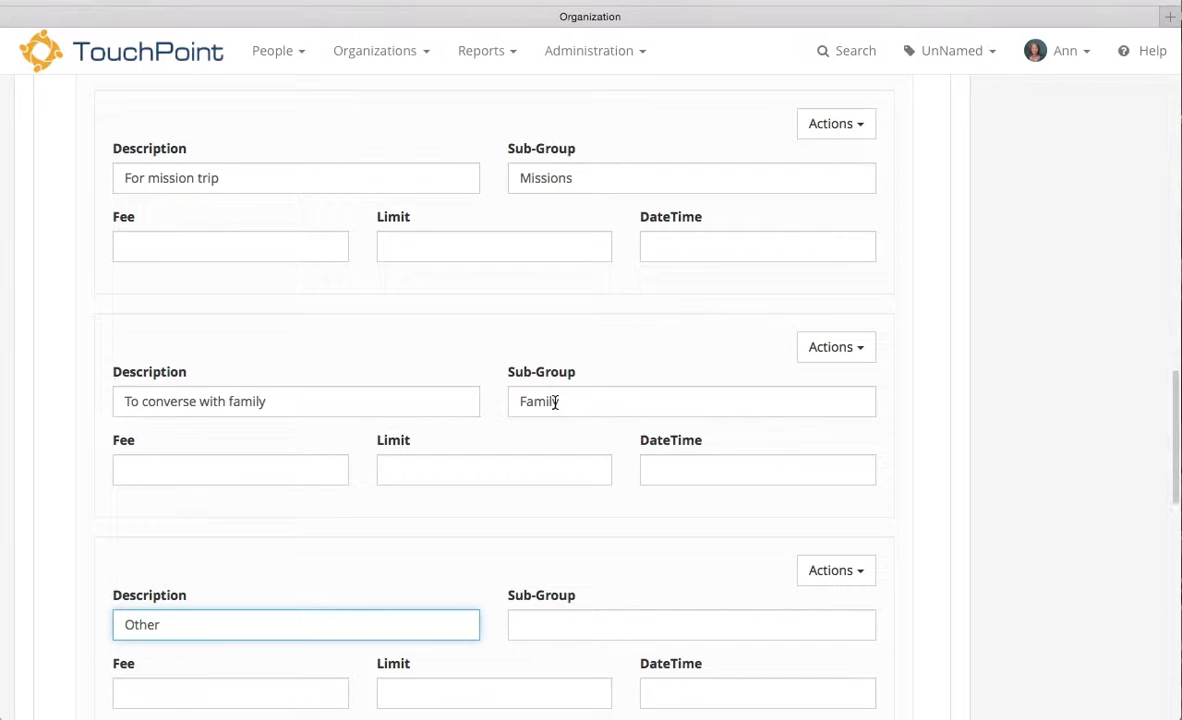 Organization
+
TouchPoint People Organizations Reports Administration Search UnNamed Ann ? Help
Actions
Description Sub-Group
For mission trip Missions
Fee Limit DateTime
Actions
Description Sub-Group
To converse with family Family
Fee Limit DateTime
Actions
Description Sub-Group
Other
Fee Limit DateTime